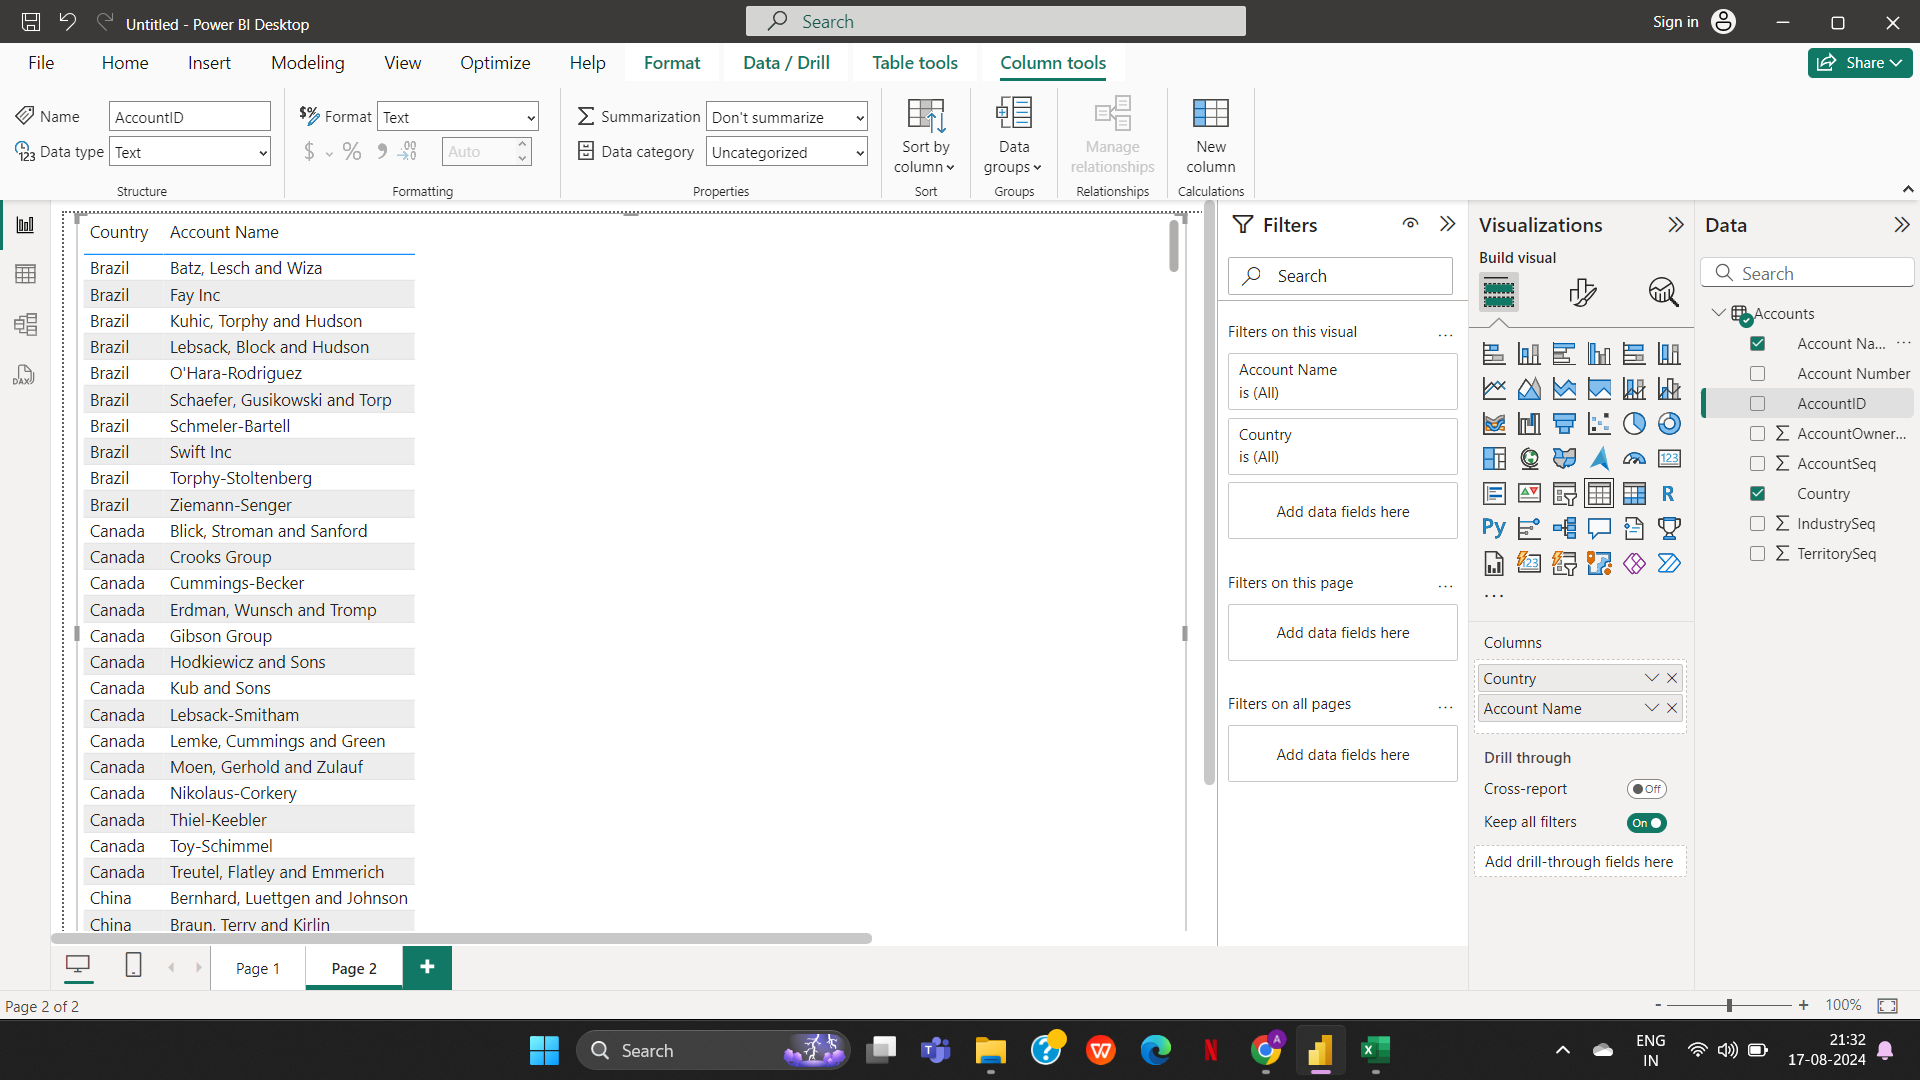 Untitled - Power BI Desktop
Search
Sign in
File
Home
Insert
Modeling
View
Optimize
Help
Format
Data / Drill
Table tools
Column tools
Share
Name
AccountID
Data type
Text
Structure
Format
Text
$
%
Auto
Formatting
Summarization
Don't summarize
Data category
Uncategorized
Properties
Sort by
column
Sort
Data
groups
Groups
Manage
relationships
Relationships
New
column
Calculations
Country Account Name
Brazil Batz, Lesch and Wiza
Brazil Fay Inc
Brazil Kuhic, Torphy and Hudson
Brazil Lebsack, Block and Hudson
Brazil O'Hara-Rodriguez
Brazil Schaefer, Gusikowski and Torp
Brazil Schmeler-Bartell
Brazil Swift Inc
Brazil Torphy-Stoltenberg
Brazil Ziemann-Senger
Canada Blick, Stroman and Sanford
Canada Crooks Group
Canada Cummings-Becker
Canada Erdman, Wunsch and Tromp
Canada Gibson Group
Canada Hodkiewicz and Sons
Canada Kub and Sons
Canada Lebsack-Smitham
Canada Lemke, Cummings and Green
Canada Moen, Gerhold and Zulauf
Canada Nikolaus-Corkery
Canada Thiel-Keebler
Canada Toy-Schimmel
Canada Treutel, Flatley and Emmerich
China Bernhard, Luettgen and Johnson
China Braun, Terry and Kirlin
Filters
Search
Filters on this visual
...
Account Name
is (All)
Country
is (All)
Add data fields here
Filters on this page
...
Add data fields here
Filters on all pages
...
Add data fields here
Visualizations
Build visual
123
R
Py
123
...
Columns
Country
Account Name
Drill through
Cross-report
Off
Keep all filters
On
Add drill-through fields here
Data
Search
Accounts
Account Na...
...
Account Number
AccountID
AccountOwner...
AccountSeq
Country
IndustrySeq
TerritorySeq
DAX
Page 1
Page 2
+
Page 2 of 2
-
+
100%
Search
ENG
IN
21:32
17-08-2024